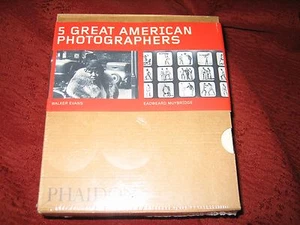 5 GREAT AMERICAN
PHOTOGRAPHERS
WALKER EVANS
EADWEARD MUYBRIDGE
PHAIDON